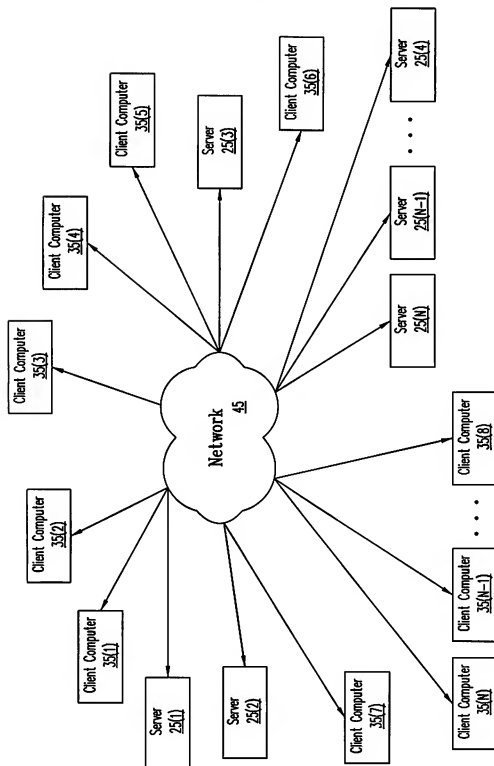 Client Computer
35(3)
Client Computer
35(2)
Client Computer
35(4)
Client Computer
35(1)
Client Computer
35(5)
Server
25(1)
Network
45
Server
25(3)
Server
25(2)
Client Computer
35(6)
Client Computer
35(7)
Client Computer
35(N)
Client Computer
35(N-1)
. . .
Client Computer
35(8)
Server
25(N)
Server
25(N-1)
. . . .
Server
25(4)